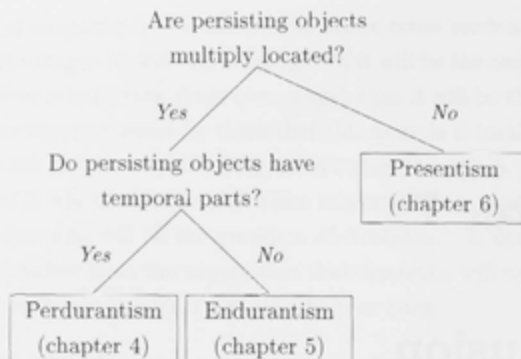 Are persisting objects
multiply located?
Yes
No
Do persisting objects have
temporal parts?
Presentism
(chapter 6)
Yes
No
Perdurantism
(chapter 4)
Endurantism
(chapter 5)